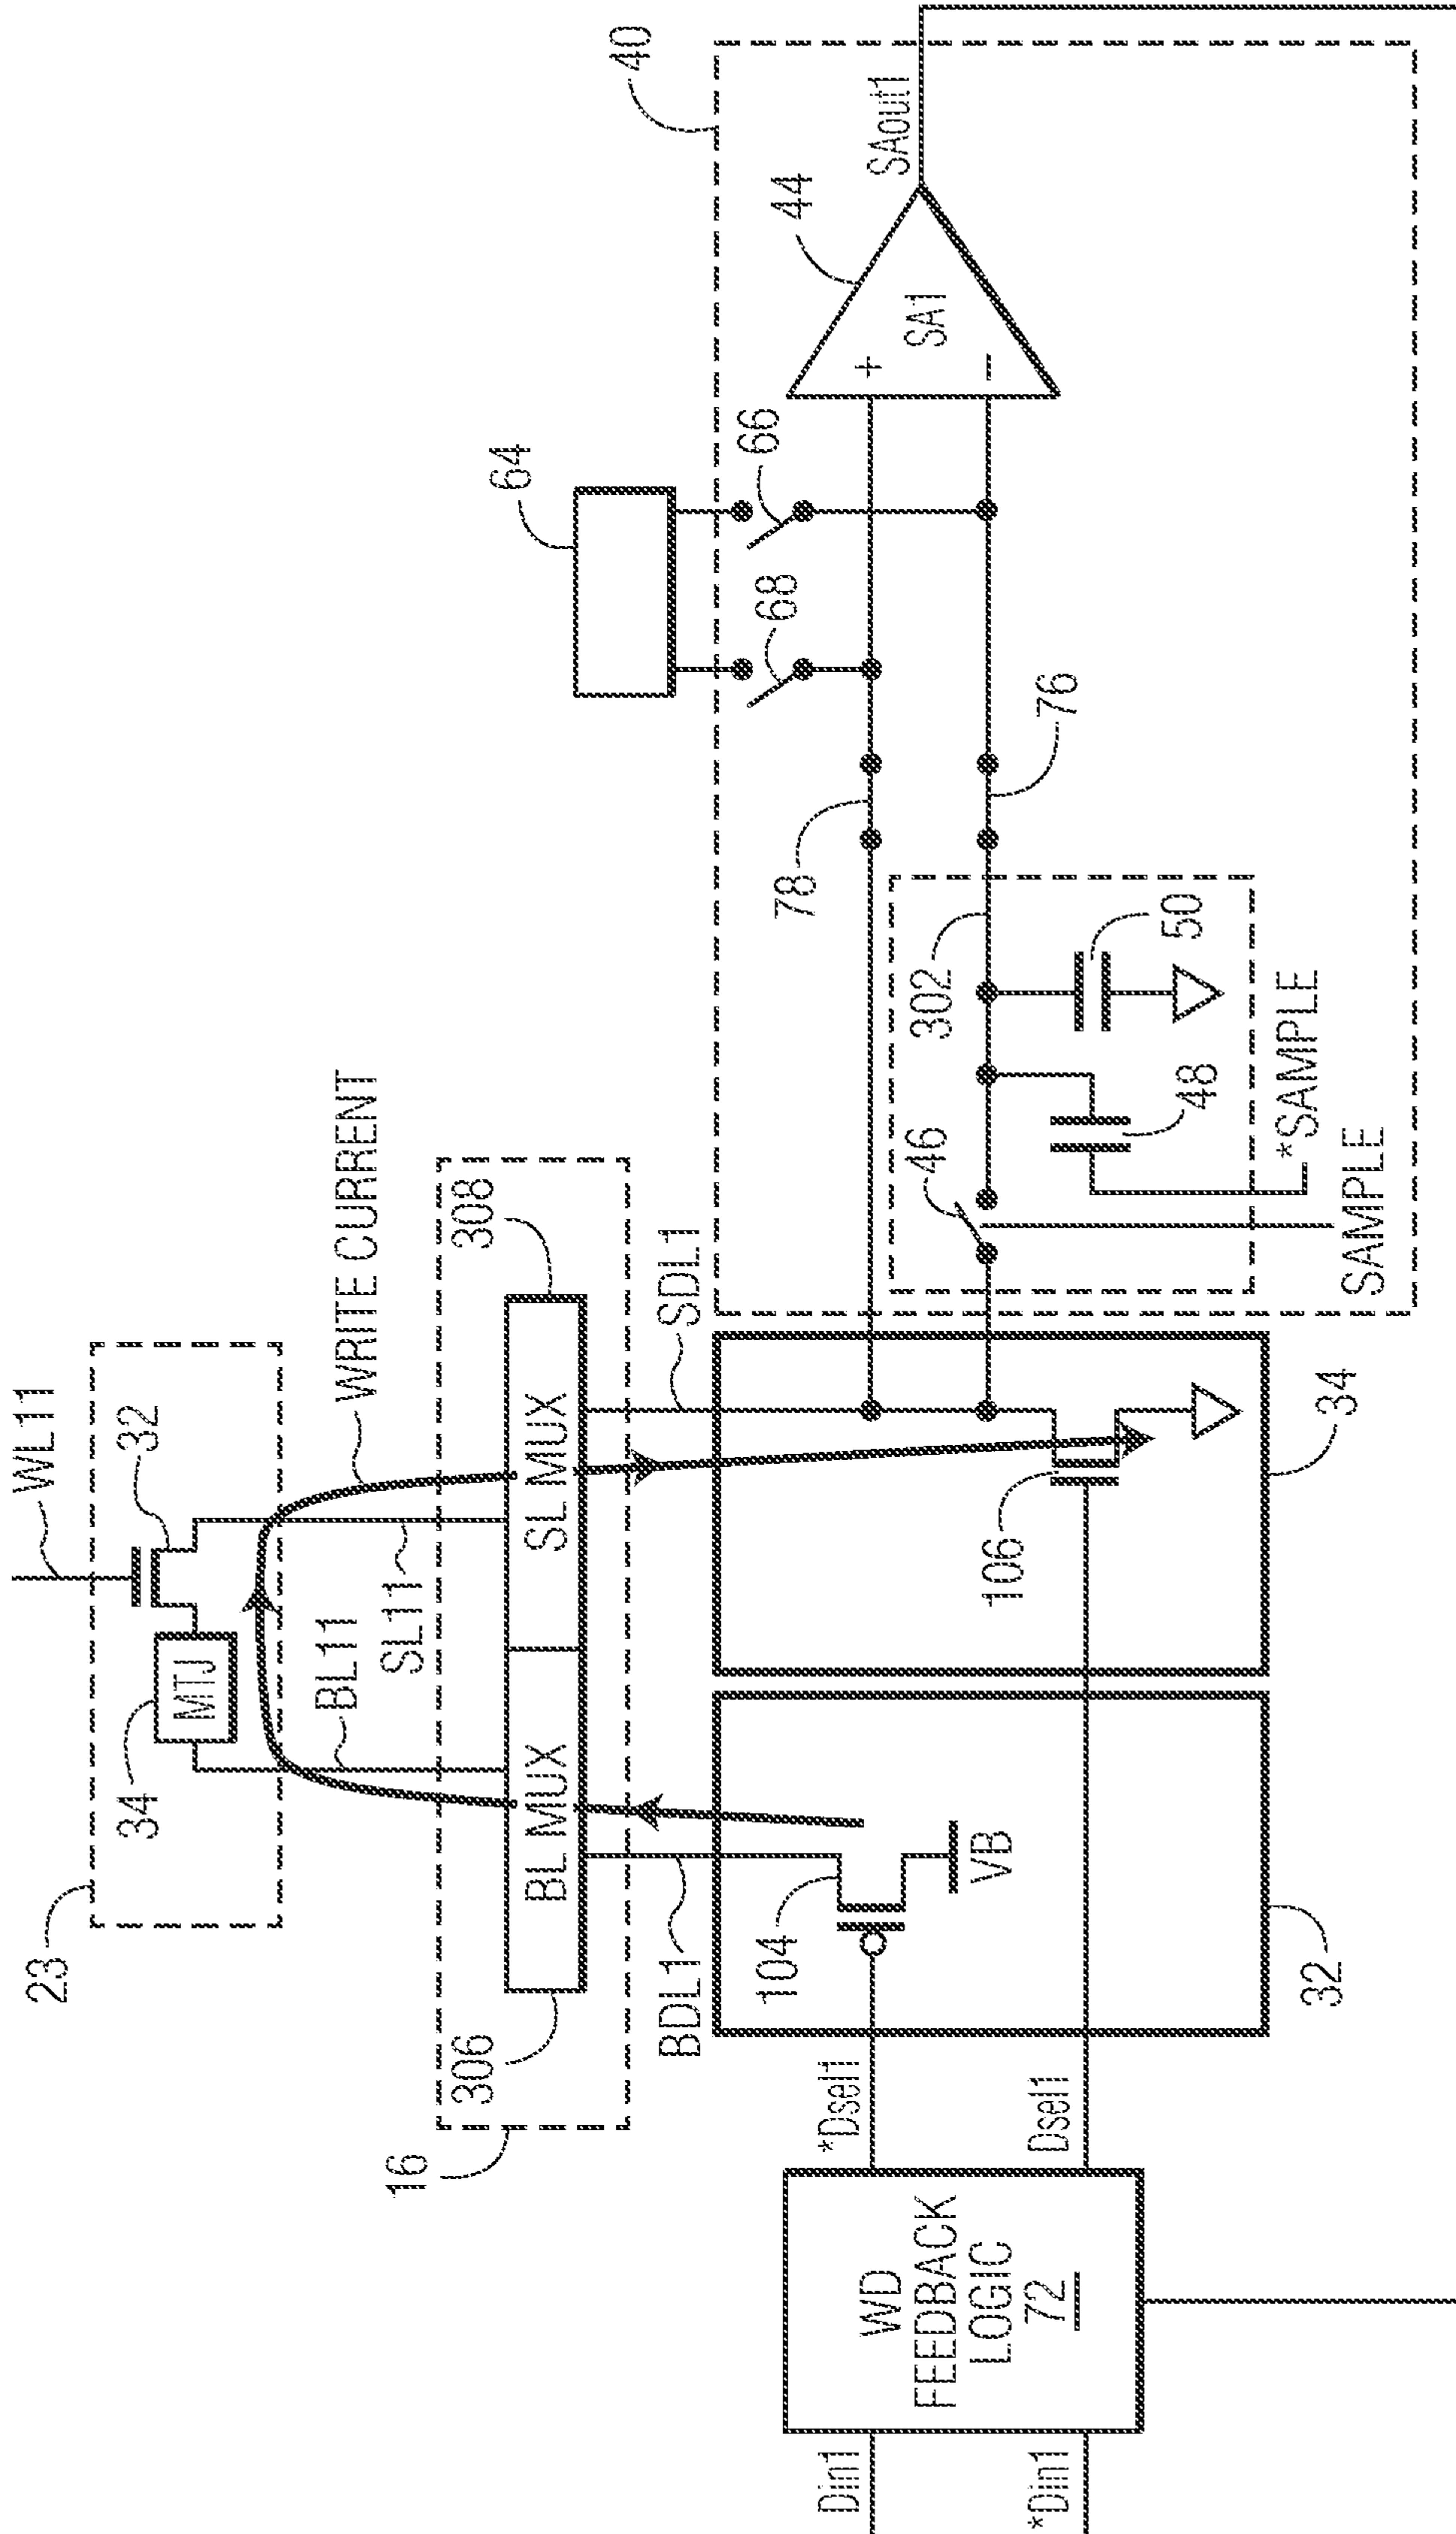 WL11
23
34
MTJ
32
BL11
SL11
WRITE CURRENT
16
306
BL MUX
SL MUX
308
BDL1
SDL1
64
40
Din1
*Din1
WD
FEEDBACK
LOGIC
72
*Dsel1
Dsel1
104
VB
32
106
34
78
68
66
44
SA1
+
−
SAout1
46
302
76
48
50
*SAMPLE
SAMPLE